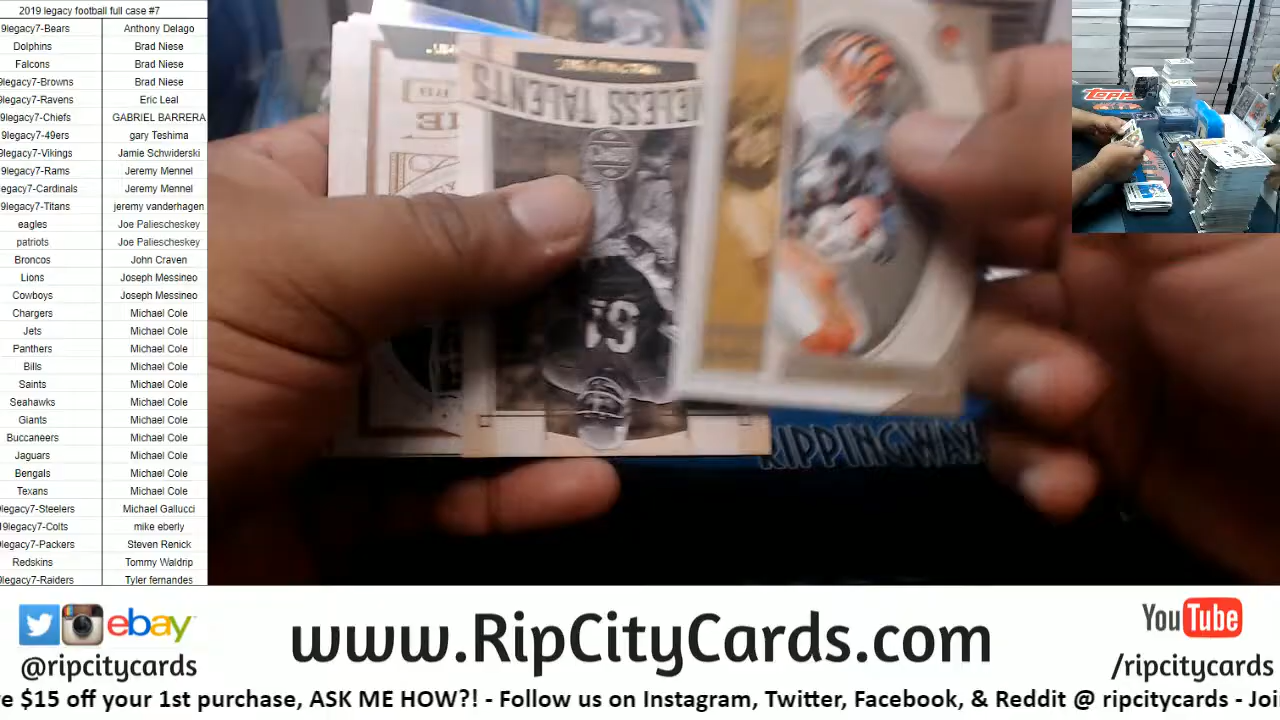 2019 legacy football full case #7
9legacy7-Bears Anthony Delago
Dolphins Brad Niese
Falcons Brad Niese
9legacy7-Browns Brad Niese
9legacy7-Ravens Eric Leal
9legacy7-Chiefs GABRIEL BARRERA
9legacy7-49ers gary Teshima
9legacy7-Vikings Jamie Schwiderski
9legacy7-Rams Jeremy Mennel
egacy7-Cardinals Jeremy Mennel
9legacy7-Titans jeremy vanderhagen
eagles Joe Paliescheskey
patriots Joe Paliescheskey
Broncos John Craven
Lions Joseph Messineo
Cowboys Joseph Messineo
Chargers Michael Cole
Jets Michael Cole
Panthers Michael Cole
Bills Michael Cole
Saints Michael Cole
Seahawks Michael Cole
Giants Michael Cole
Buccaneers Michael Cole
Jaguars Michael Cole
Bengals Michael Cole
Texans Michael Cole
9legacy7-Steelers Michael Gallucci
19legacy7-Colts mike eberly
9legacy7-Packers Steven Renick
Redskins Tommy Waldrip
9legacy7-Raiders Tyler fernandes
ELESS TALENTS
RIPPINGWAX
TOPPS
ebay
@ripcitycards
www.RipCityCards.com
YouTube
/ripcitycards
e $15 off your 1st purchase, ASK ME HOW?! - Follow us on Instagram, Twitter, Facebook, & Reddit @ ripcitycards - Joi